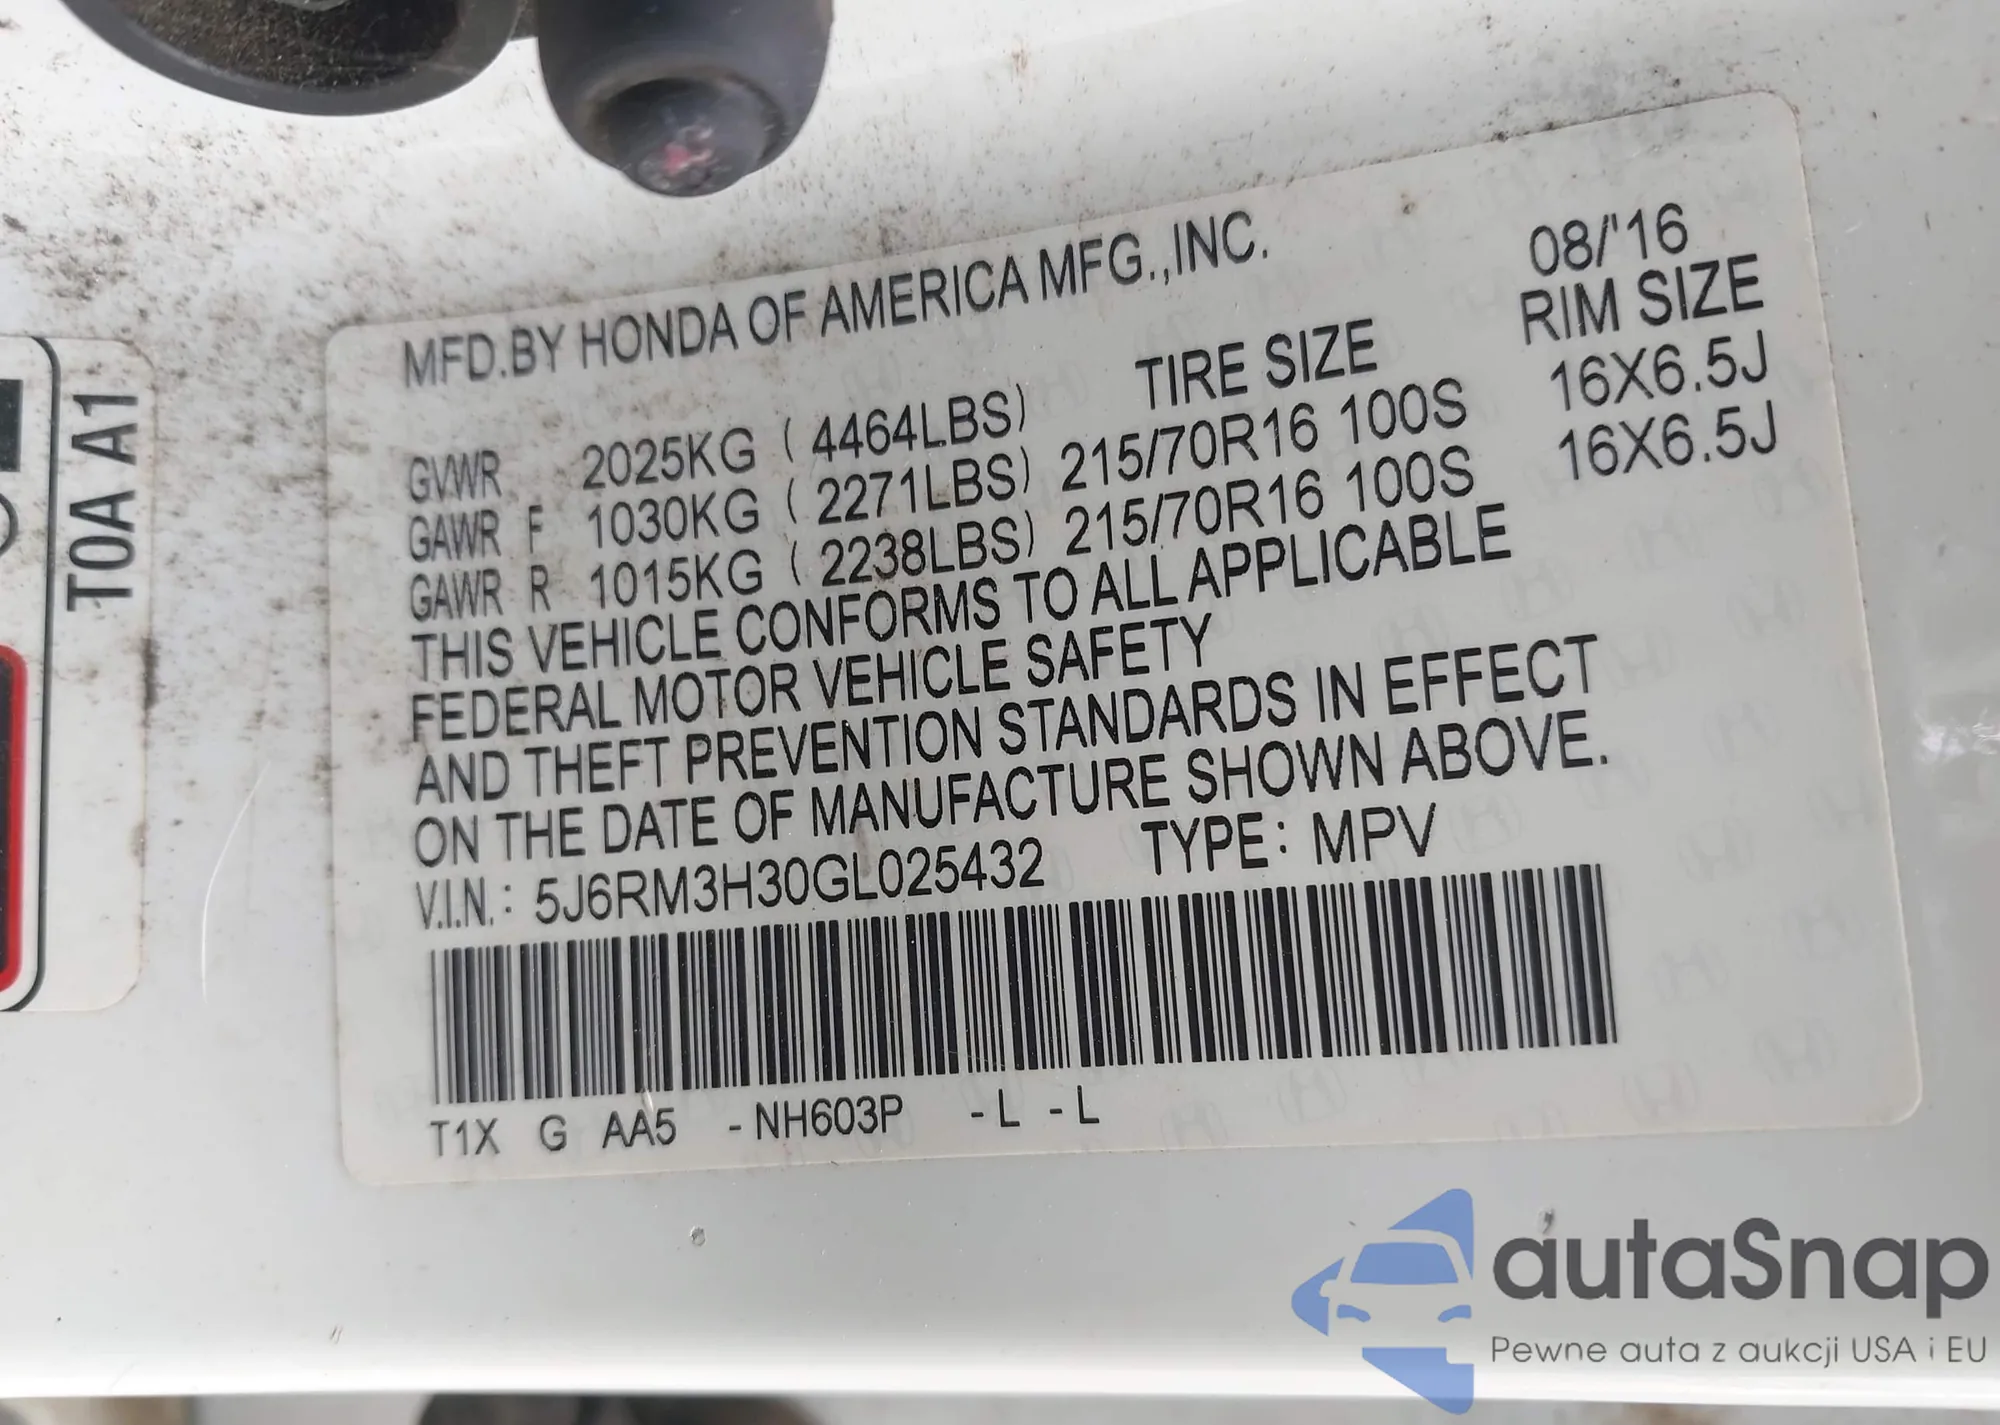 MFD.BY HONDA OF AMERICA MFG.,INC. 08/'16
TIRE SIZE RIM SIZE
GVWR 2025KG ( 4464LBS)
GAWR F 1030KG ( 2271LBS) 215/70R16 100S 16X6.5J
GAWR R 1015KG ( 2238LBS) 215/70R16 100S 16X6.5J
THIS VEHICLE CONFORMS TO ALL APPLICABLE
FEDERAL MOTOR VEHICLE SAFETY
AND THEFT PREVENTION STANDARDS IN EFFECT
ON THE DATE OF MANUFACTURE SHOWN ABOVE.
V.I.N.: 5J6RM3H30GL025432 TYPE: MPV
T1X G AA5 -NH603P -L -L
T0A A1
autaSnap
Pewne auta z aukcji USA i EU